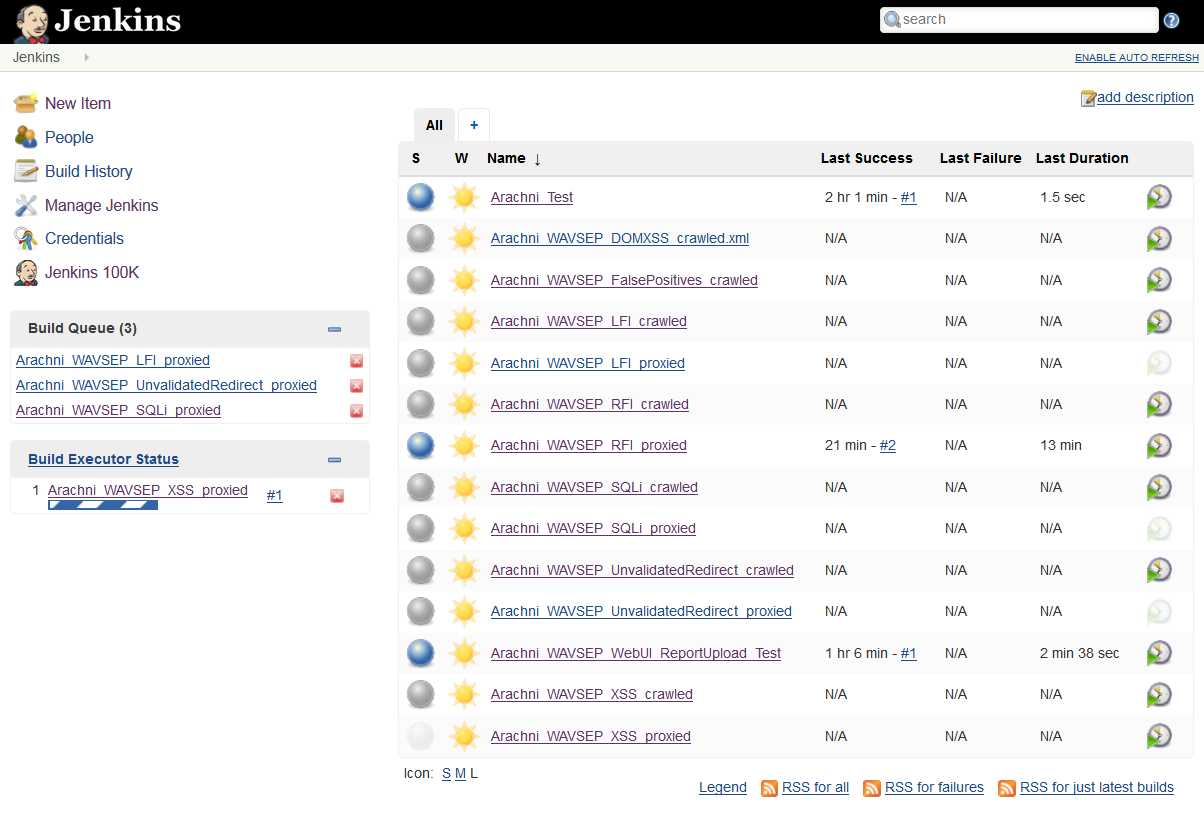 Jenkins
search
Jenkins
ENABLE AUTO REFRESH
New Item
People
Build History
Manage Jenkins
Credentials
Jenkins 100K
Build Queue (3)
Arachni_WAVSEP_LFI_proxied
Arachni_WAVSEP_UnvalidatedRedirect_proxied
Arachni_WAVSEP_SQLi_proxied
Build Executor Status
1 Arachni_WAVSEP_XSS_proxied #1
add description
All +
S W Name ↓ Last Success Last Failure Last Duration
Arachni_Test 2 hr 1 min - #1 N/A 1.5 sec
Arachni_WAVSEP_DOMXSS_crawled.xml N/A N/A N/A
Arachni_WAVSEP_FalsePositives_crawled N/A N/A N/A
Arachni_WAVSEP_LFI_crawled N/A N/A N/A
Arachni_WAVSEP_LFI_proxied N/A N/A N/A
Arachni_WAVSEP_RFI_crawled N/A N/A N/A
Arachni_WAVSEP_RFI_proxied 21 min - #2 N/A 13 min
Arachni_WAVSEP_SQLi_crawled N/A N/A N/A
Arachni_WAVSEP_SQLi_proxied N/A N/A N/A
Arachni_WAVSEP_UnvalidatedRedirect_crawled N/A N/A N/A
Arachni_WAVSEP_UnvalidatedRedirect_proxied N/A N/A N/A
Arachni_WAVSEP_WebUI_ReportUpload_Test 1 hr 6 min - #1 N/A 2 min 38 sec
Arachni_WAVSEP_XSS_crawled N/A N/A N/A
Arachni_WAVSEP_XSS_proxied N/A N/A N/A
Icon: S M L
Legend RSS for all RSS for failures RSS for just latest builds